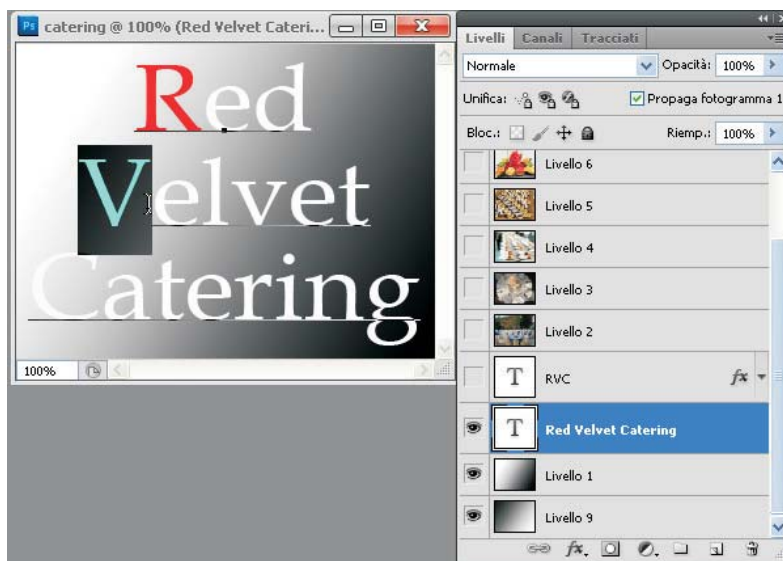 Ps catering @ 100% (Red Velvet Cateri...
Red
Velvet
Catering
100%
Livelli Canali Tracciati
Normale Opacità: 100%
Unifica: Propaga fotogramma 1
Bloc.: Riemp.: 100%
Livello 6
Livello 5
Livello 4
Livello 3
Livello 2
T RVC fx
T Red Velvet Catering
Livello 1
Livello 9
fx.